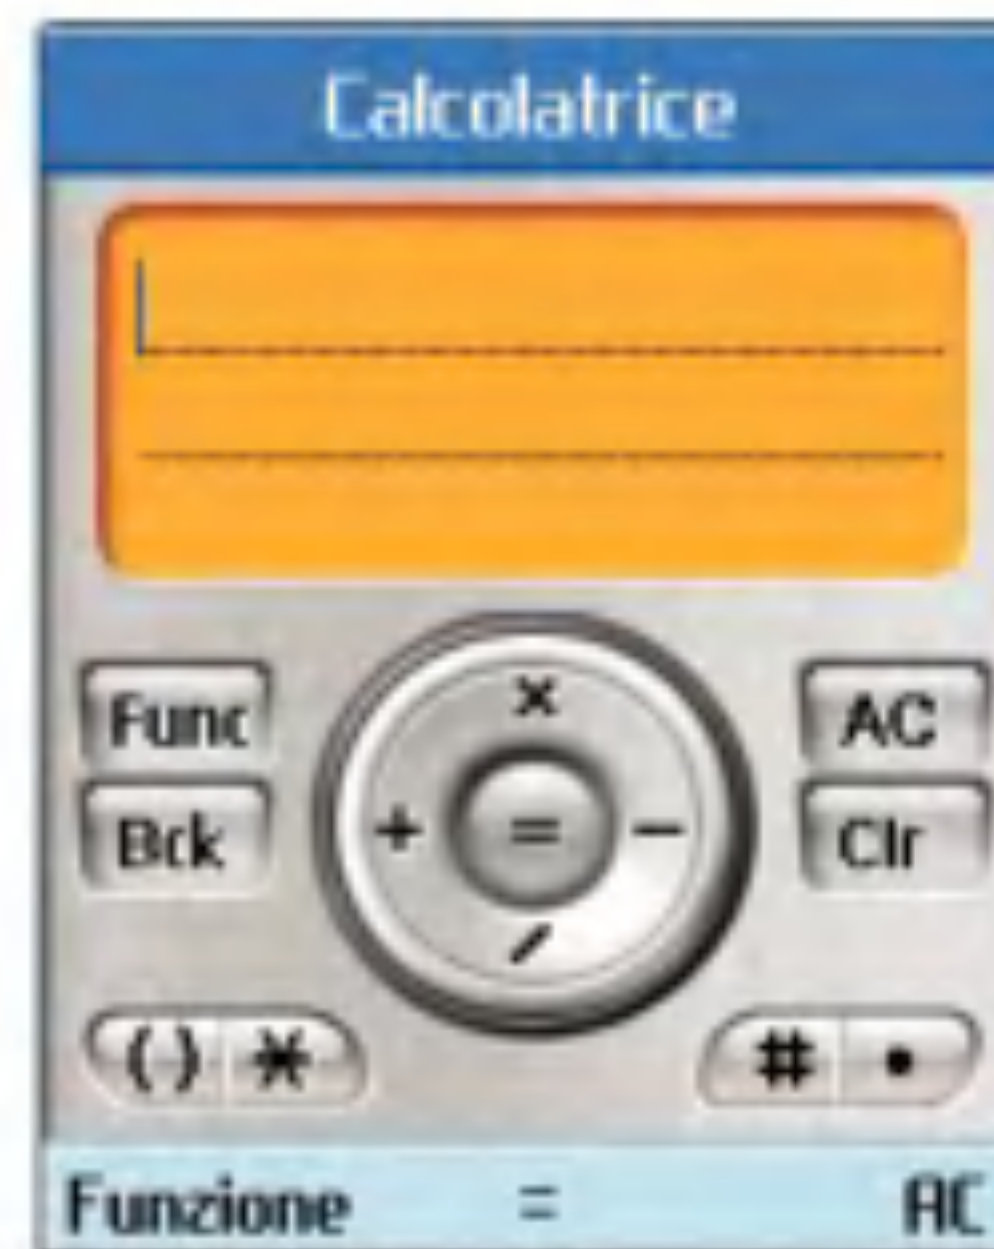 Calcolatrice
Func × AC
Bck + = - Clr
/
() * # •
Funzione = AC